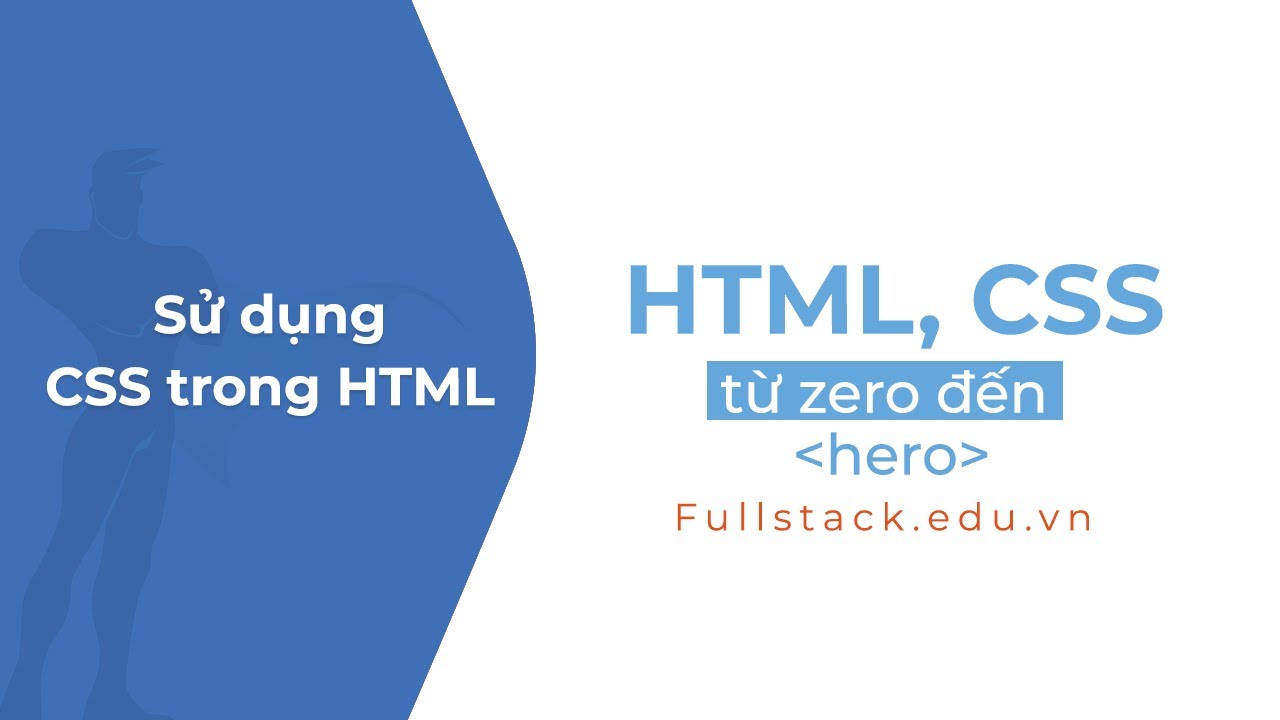 Sử dụng
CSS trong HTML
HTML, CSS
từ zero đến
<hero>
Fullstack.edu.vn